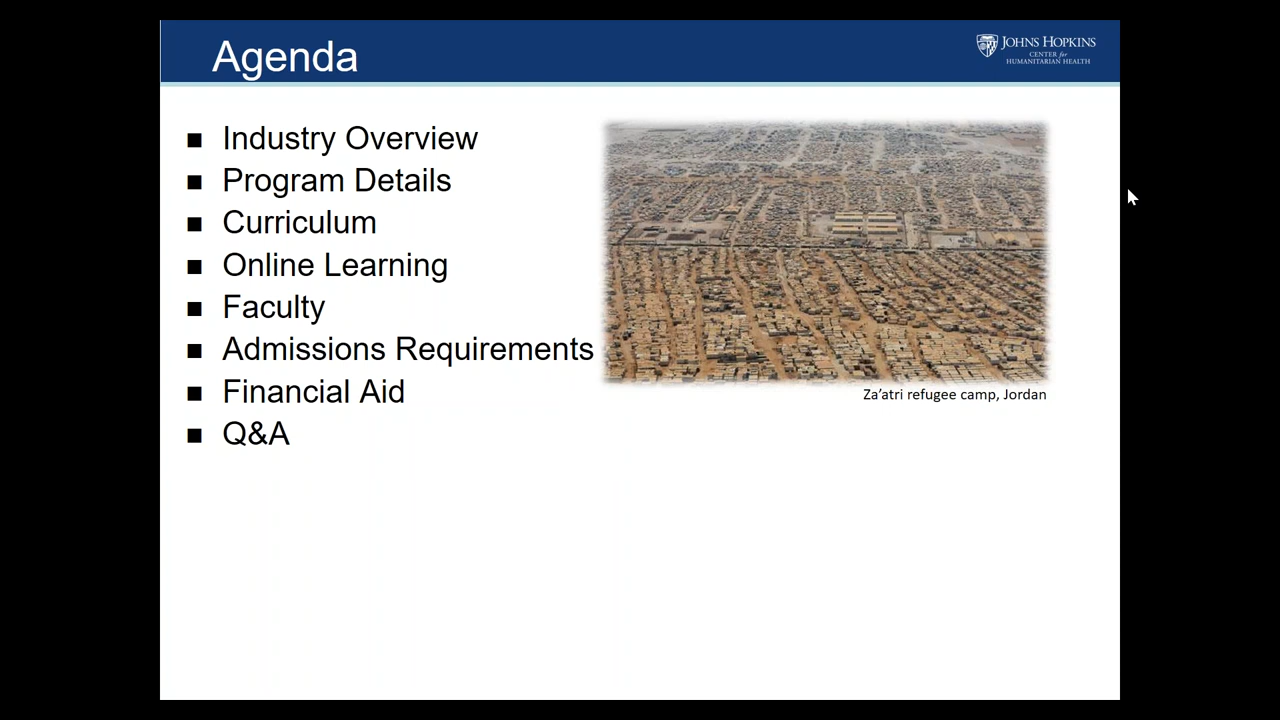 Agenda
JOHNS HOPKINS
CENTER for
HUMANITARIAN HEALTH
Industry Overview
Program Details
Curriculum
Online Learning
Faculty
Admissions Requirements
Financial Aid
Q&A
Za’atri refugee camp, Jordan